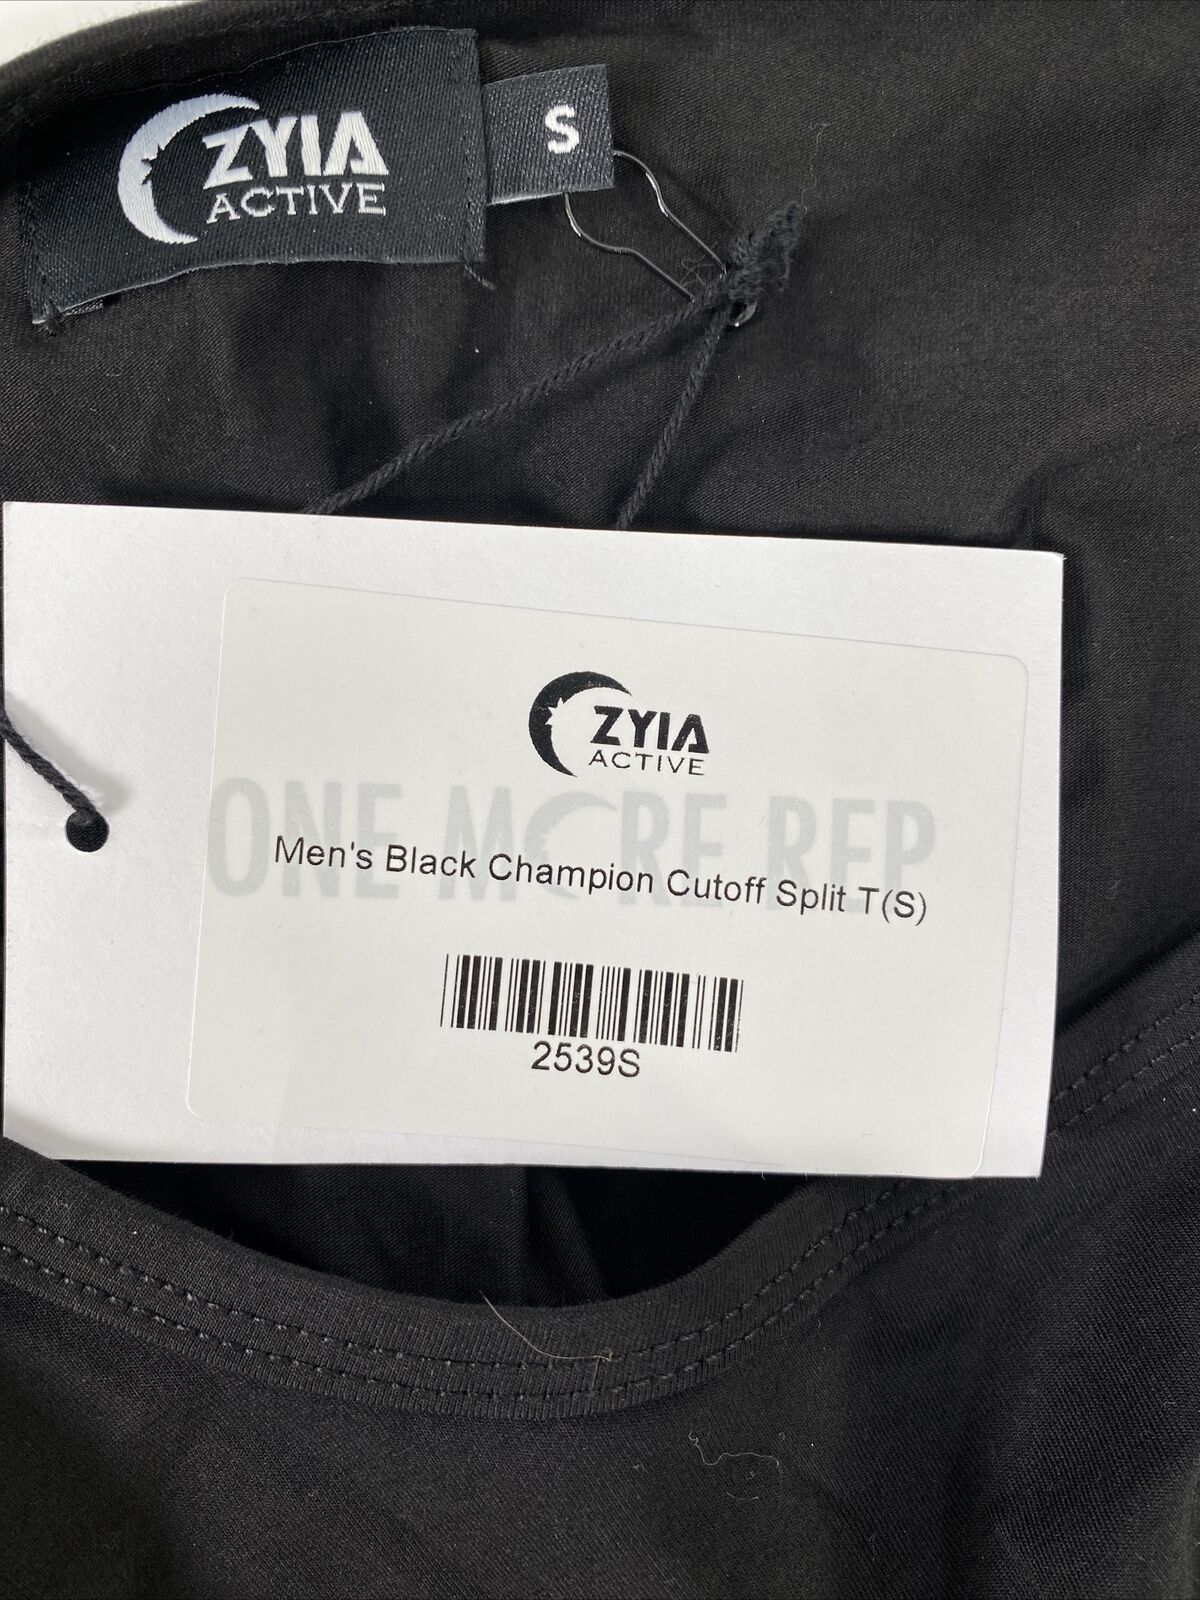 ZYIA
ACTIVE
S
ZYIA
ACTIVE
ONE MORE REP
Men's Black Champion Cutoff Split T(S)
2539S